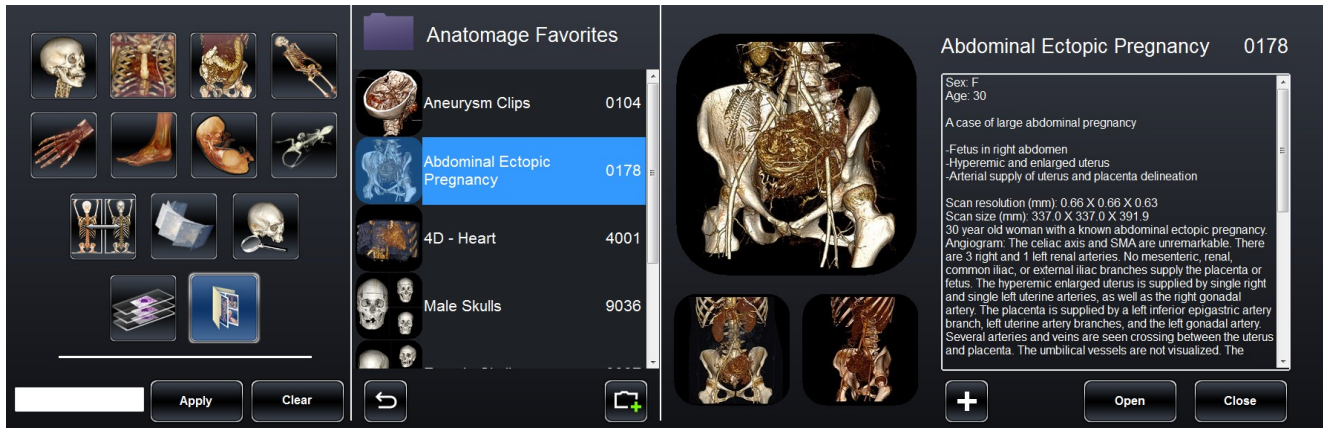 Anatomage Favorites
Aneurysm Clips 0104
Abdominal Ectopic
Pregnancy 0178
4D - Heart 4001
Male Skulls 9036
Apply
Clear
Abdominal Ectopic Pregnancy 0178
Sex: F
Age: 30
A case of large abdominal pregnancy
-Fetus in right abdomen
-Hyperemic and enlarged uterus
-Arterial supply of uterus and placenta delineation
Scan resolution (mm): 0.66 X 0.66 X 0.63
Scan size (mm): 337.0 X 337.0 X 391.9
30 year old woman with a known abdominal ectopic pregnancy.
Angiogram: The celiac axis and SMA are unremarkable. There
are 3 right and 1 left renal arteries. No mesenteric, renal,
common iliac, or external iliac branches supply the placenta or
fetus. The hyperemic enlarged uterus is supplied by single right
and single left uterine arteries, as well as the right gonadal
artery. The placenta is supplied by a left inferior epigastric artery
branch, left uterine artery branches, and the left gonadal artery.
Several arteries and veins are seen crossing between the uterus
and placenta. The umbilical vessels are not visualized. The
Open
Close